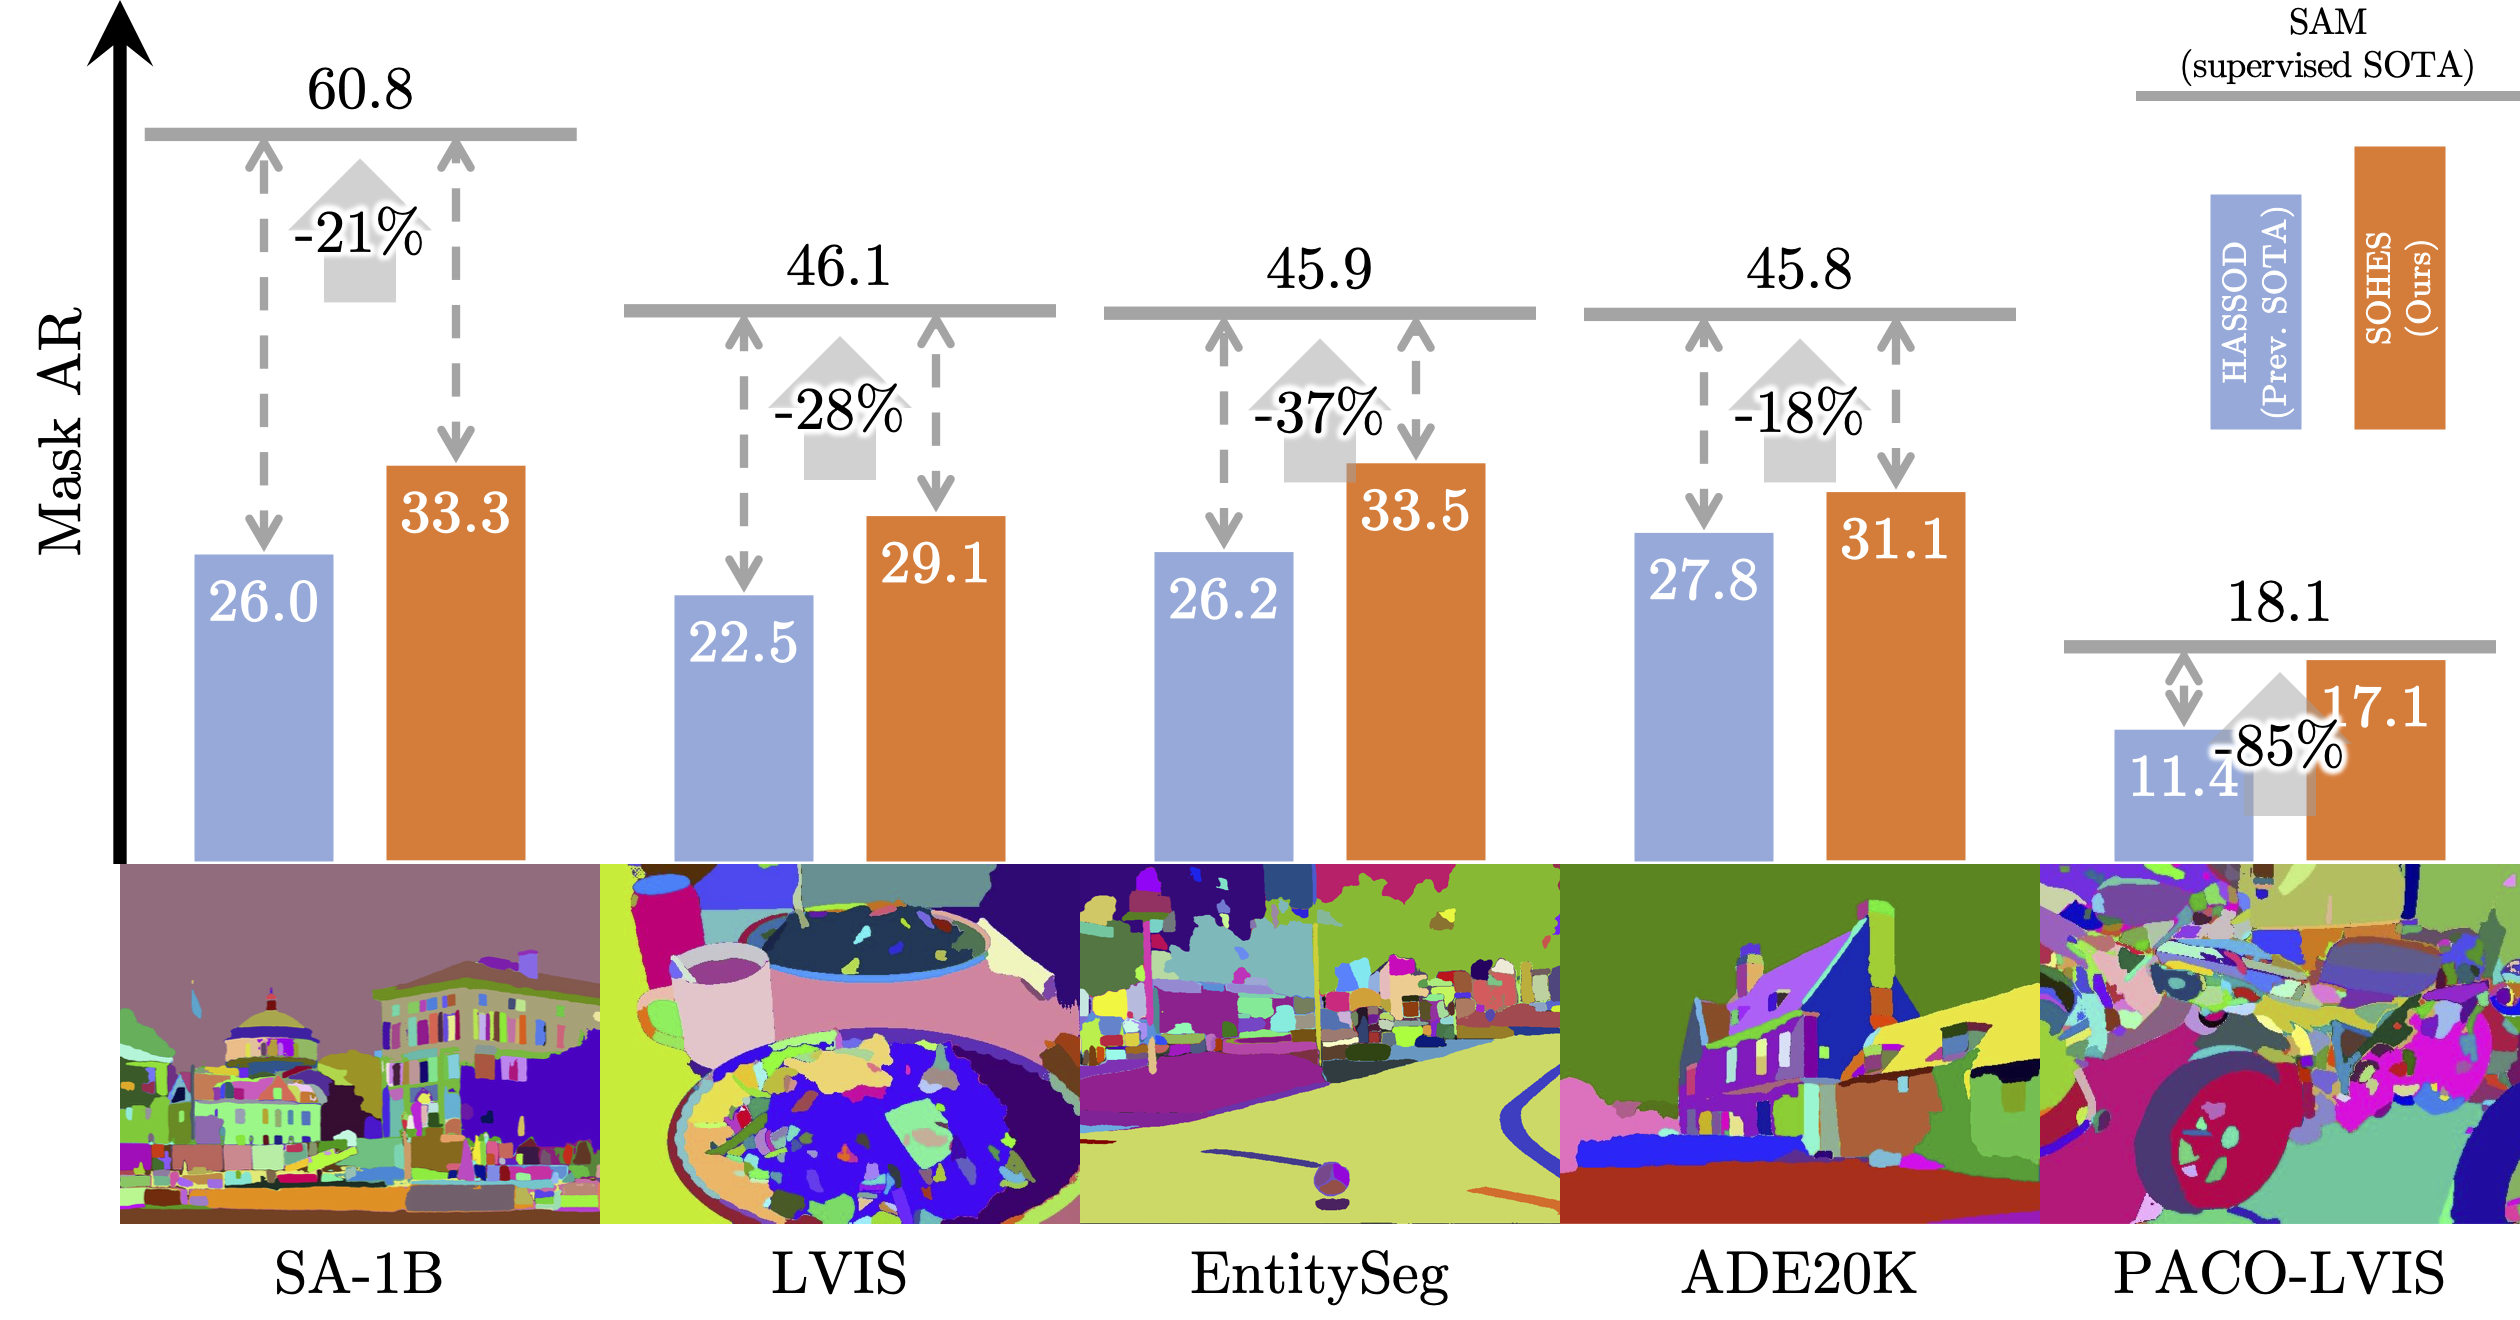 SAM
(supervised SOTA)
HASSOD
(Prev. SOTA)
SOHES
(Ours)
Mask AR
60.8
-21%
26.0
33.3
46.1
-28%
22.5
29.1
45.9
-37%
26.2
33.5
45.8
-18%
27.8
31.1
18.1
-85%
11.4
17.1
SA-1B
LVIS
EntitySeg
ADE20K
PACO-LVIS